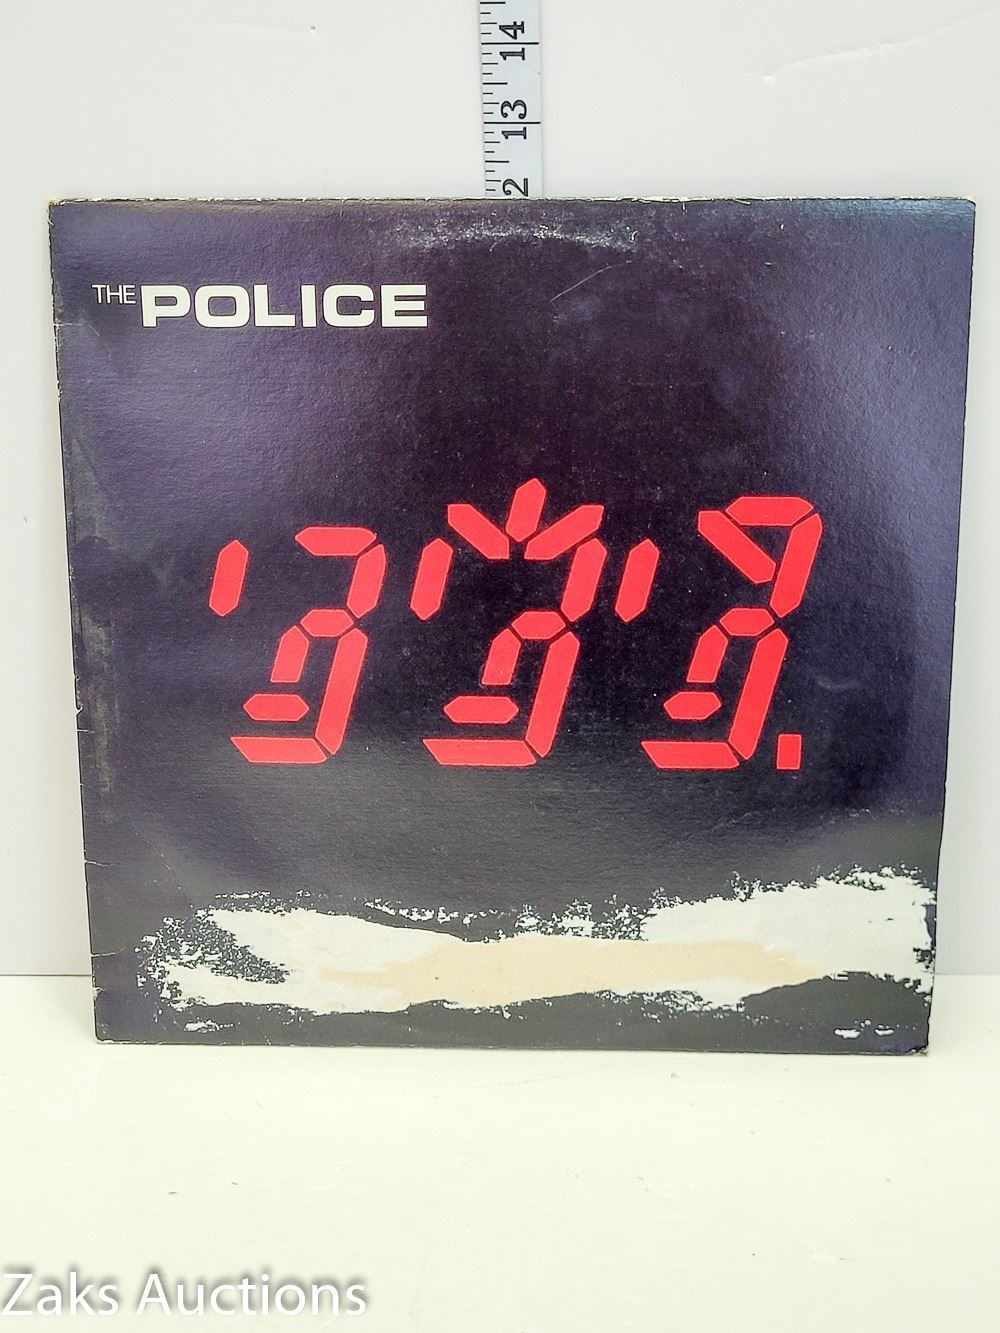 14
13
2
THE POLICE
Zaks Auctions